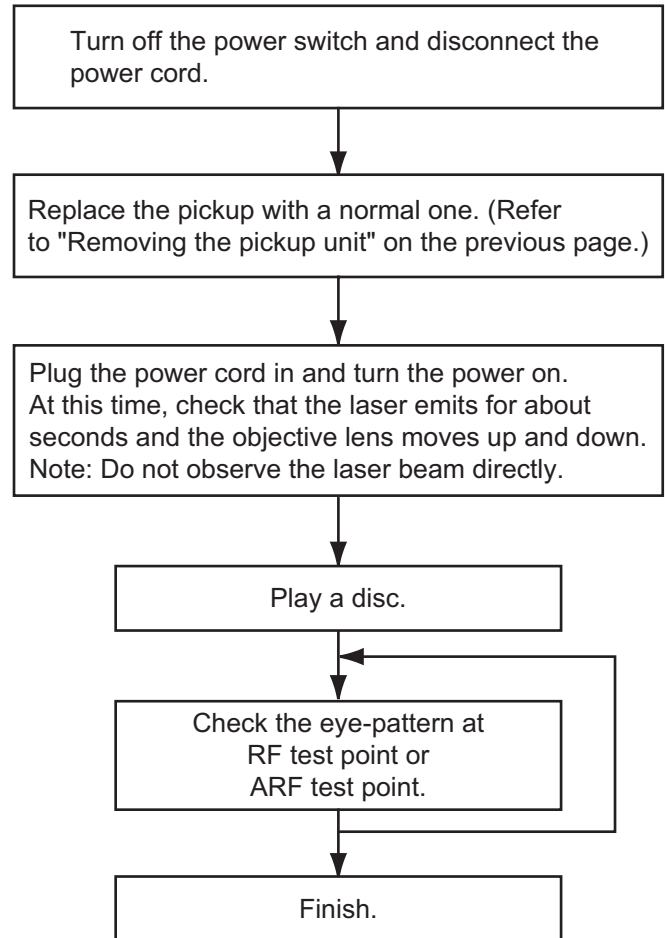 Turn off the power switch and disconnect the
power cord.
Replace the pickup with a normal one. (Refer
to "Removing the pickup unit" on the previous page.)
Plug the power cord in and turn the power on.
At this time, check that the laser emits for about
seconds and the objective lens moves up and down.
Note: Do not observe the laser beam directly.
Play a disc.
Check the eye-pattern at
RF test point or
ARF test point.
Finish.